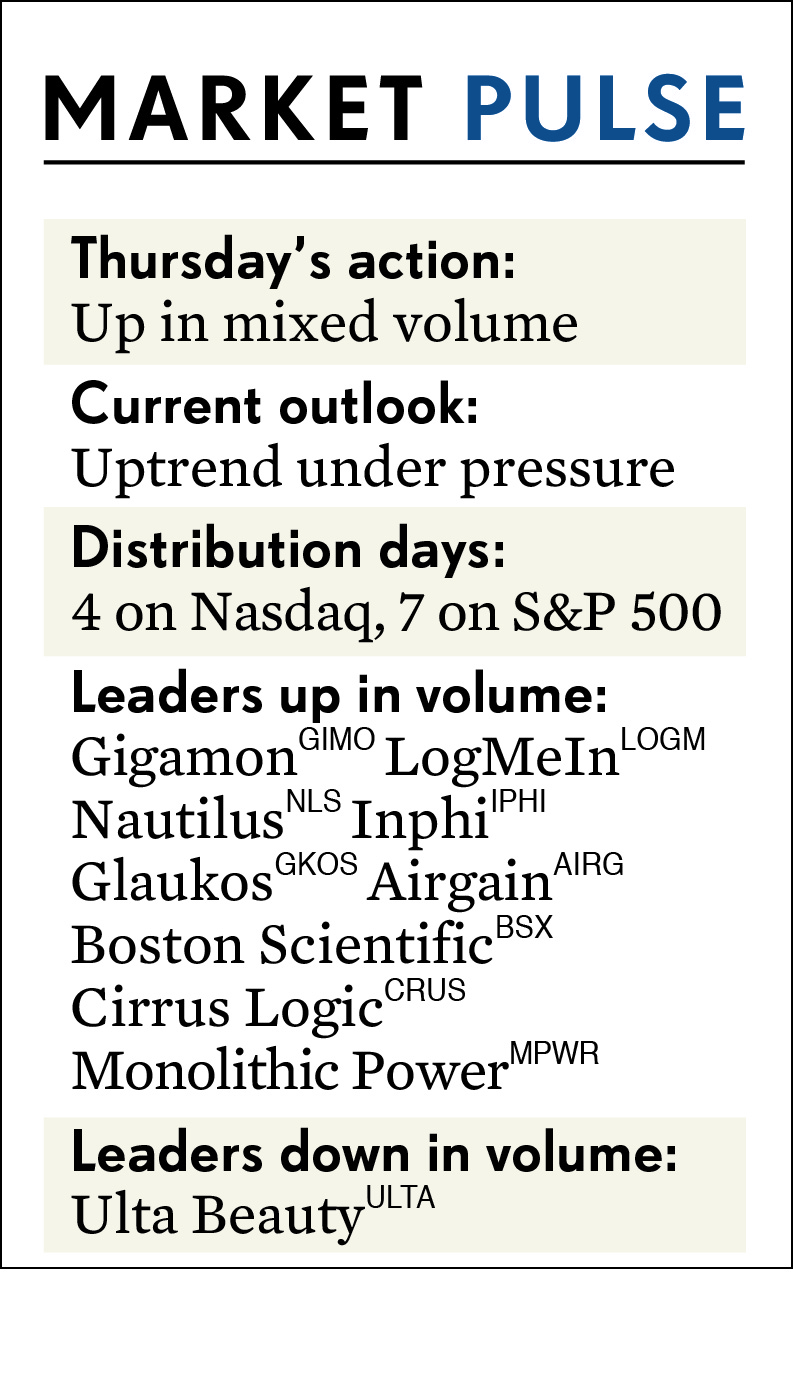 MARKET PULSE
Thursday’s action:
Up in mixed volume
Current outlook:
Uptrend under pressure
Distribution days:
4 on Nasdaq, 7 on S&P 500
Leaders up in volume:
Gigamon GIMO LogMeIn LOGM
Nautilus NLS Inphi IPHI
Glaukos GKOS Airgain AIRG
Boston Scientific BSX
Cirrus Logic CRUS
Monolithic Power MPWR
Leaders down in volume:
Ulta Beauty ULTA